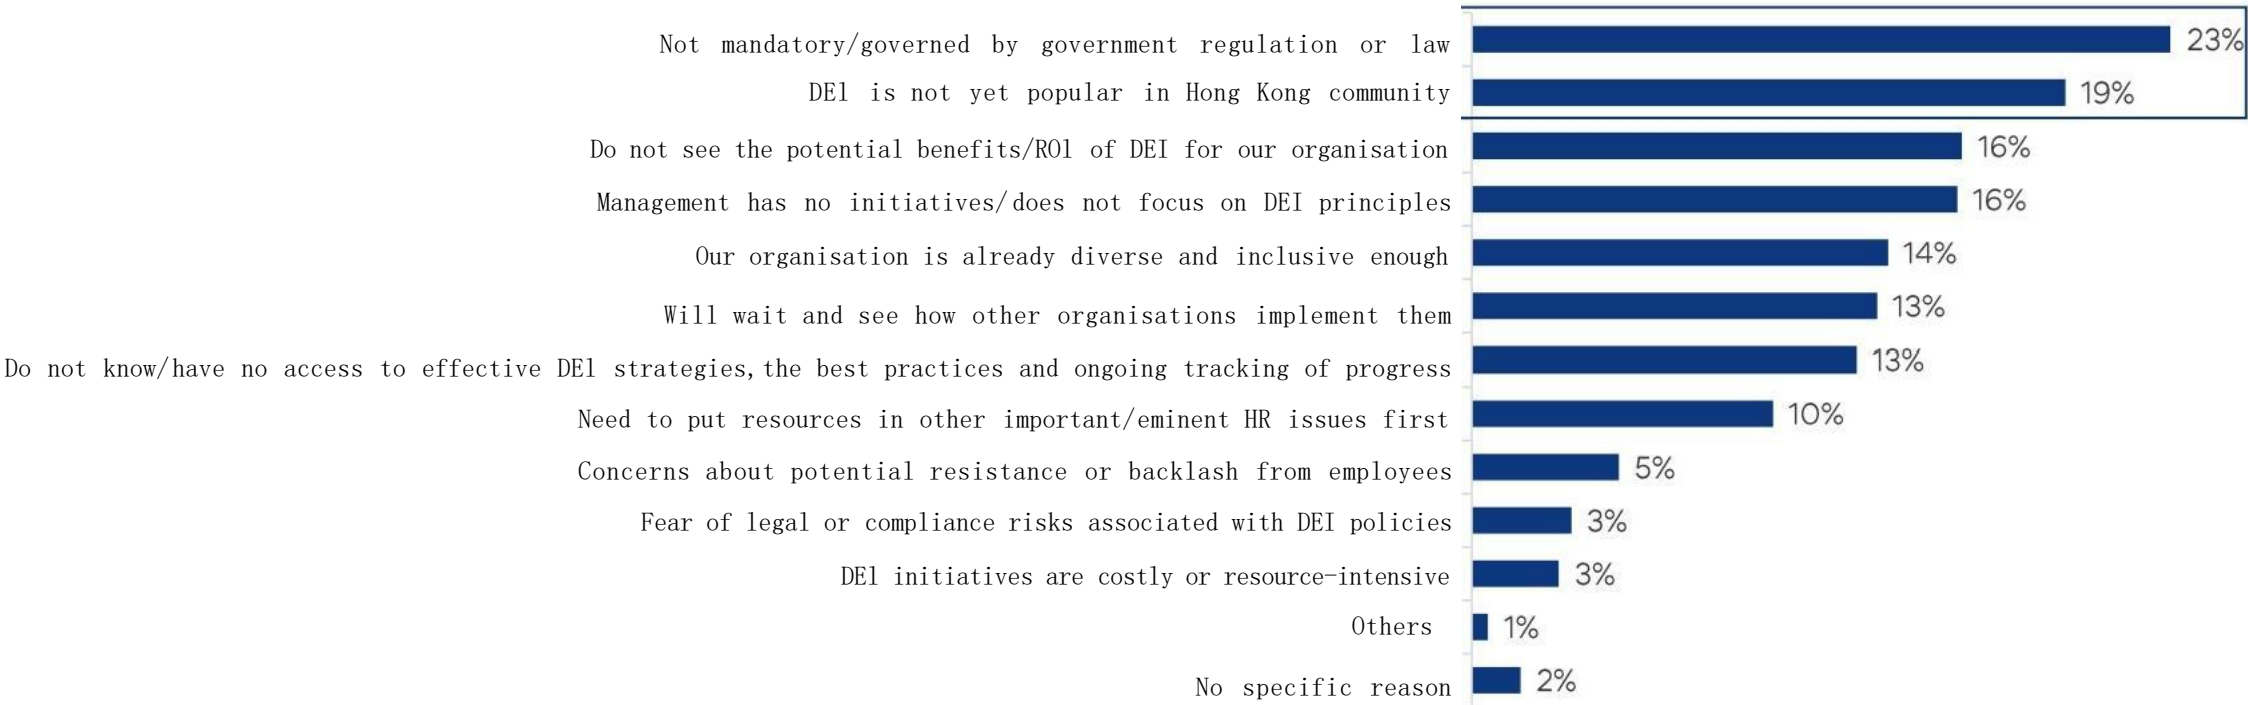 Not mandatory/governed by government regulation or law 23%
DEl is not yet popular in Hong Kong community 19%
Do not see the potential benefits/ROl of DEI for our organisation 16%
Management has no initiatives/does not focus on DEI principles 16%
Our organisation is already diverse and inclusive enough 14%
Will wait and see how other organisations implement them 13%
Do not know/have no access to effective DEl strategies,the best practices and ongoing tracking of progress 13%
Need to put resources in other important/eminent HR issues first 10%
Concerns about potential resistance or backlash from employees 5%
Fear of legal or compliance risks associated with DEI policies 3%
DEl initiatives are costly or resource-intensive 3%
Others 1%
No specific reason 2%